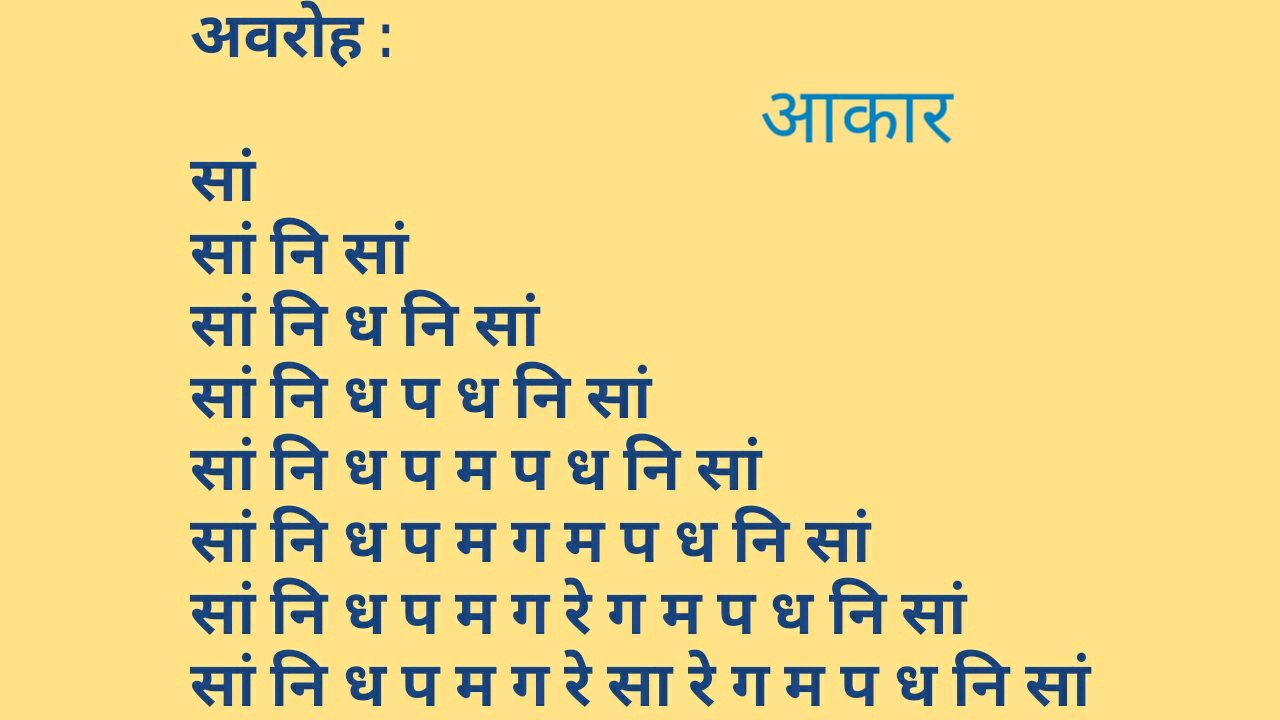 अवरोह :
आकार
सां
सां नि सां
सां नि ध नि सां
सां नि ध प ध नि सां
सां नि ध प म प ध नि सां
सां नि ध प म ग म प ध नि सां
सां नि ध प म ग रे ग म प ध नि सां
सां नि ध प म ग रे सा रे ग म प ध नि सां